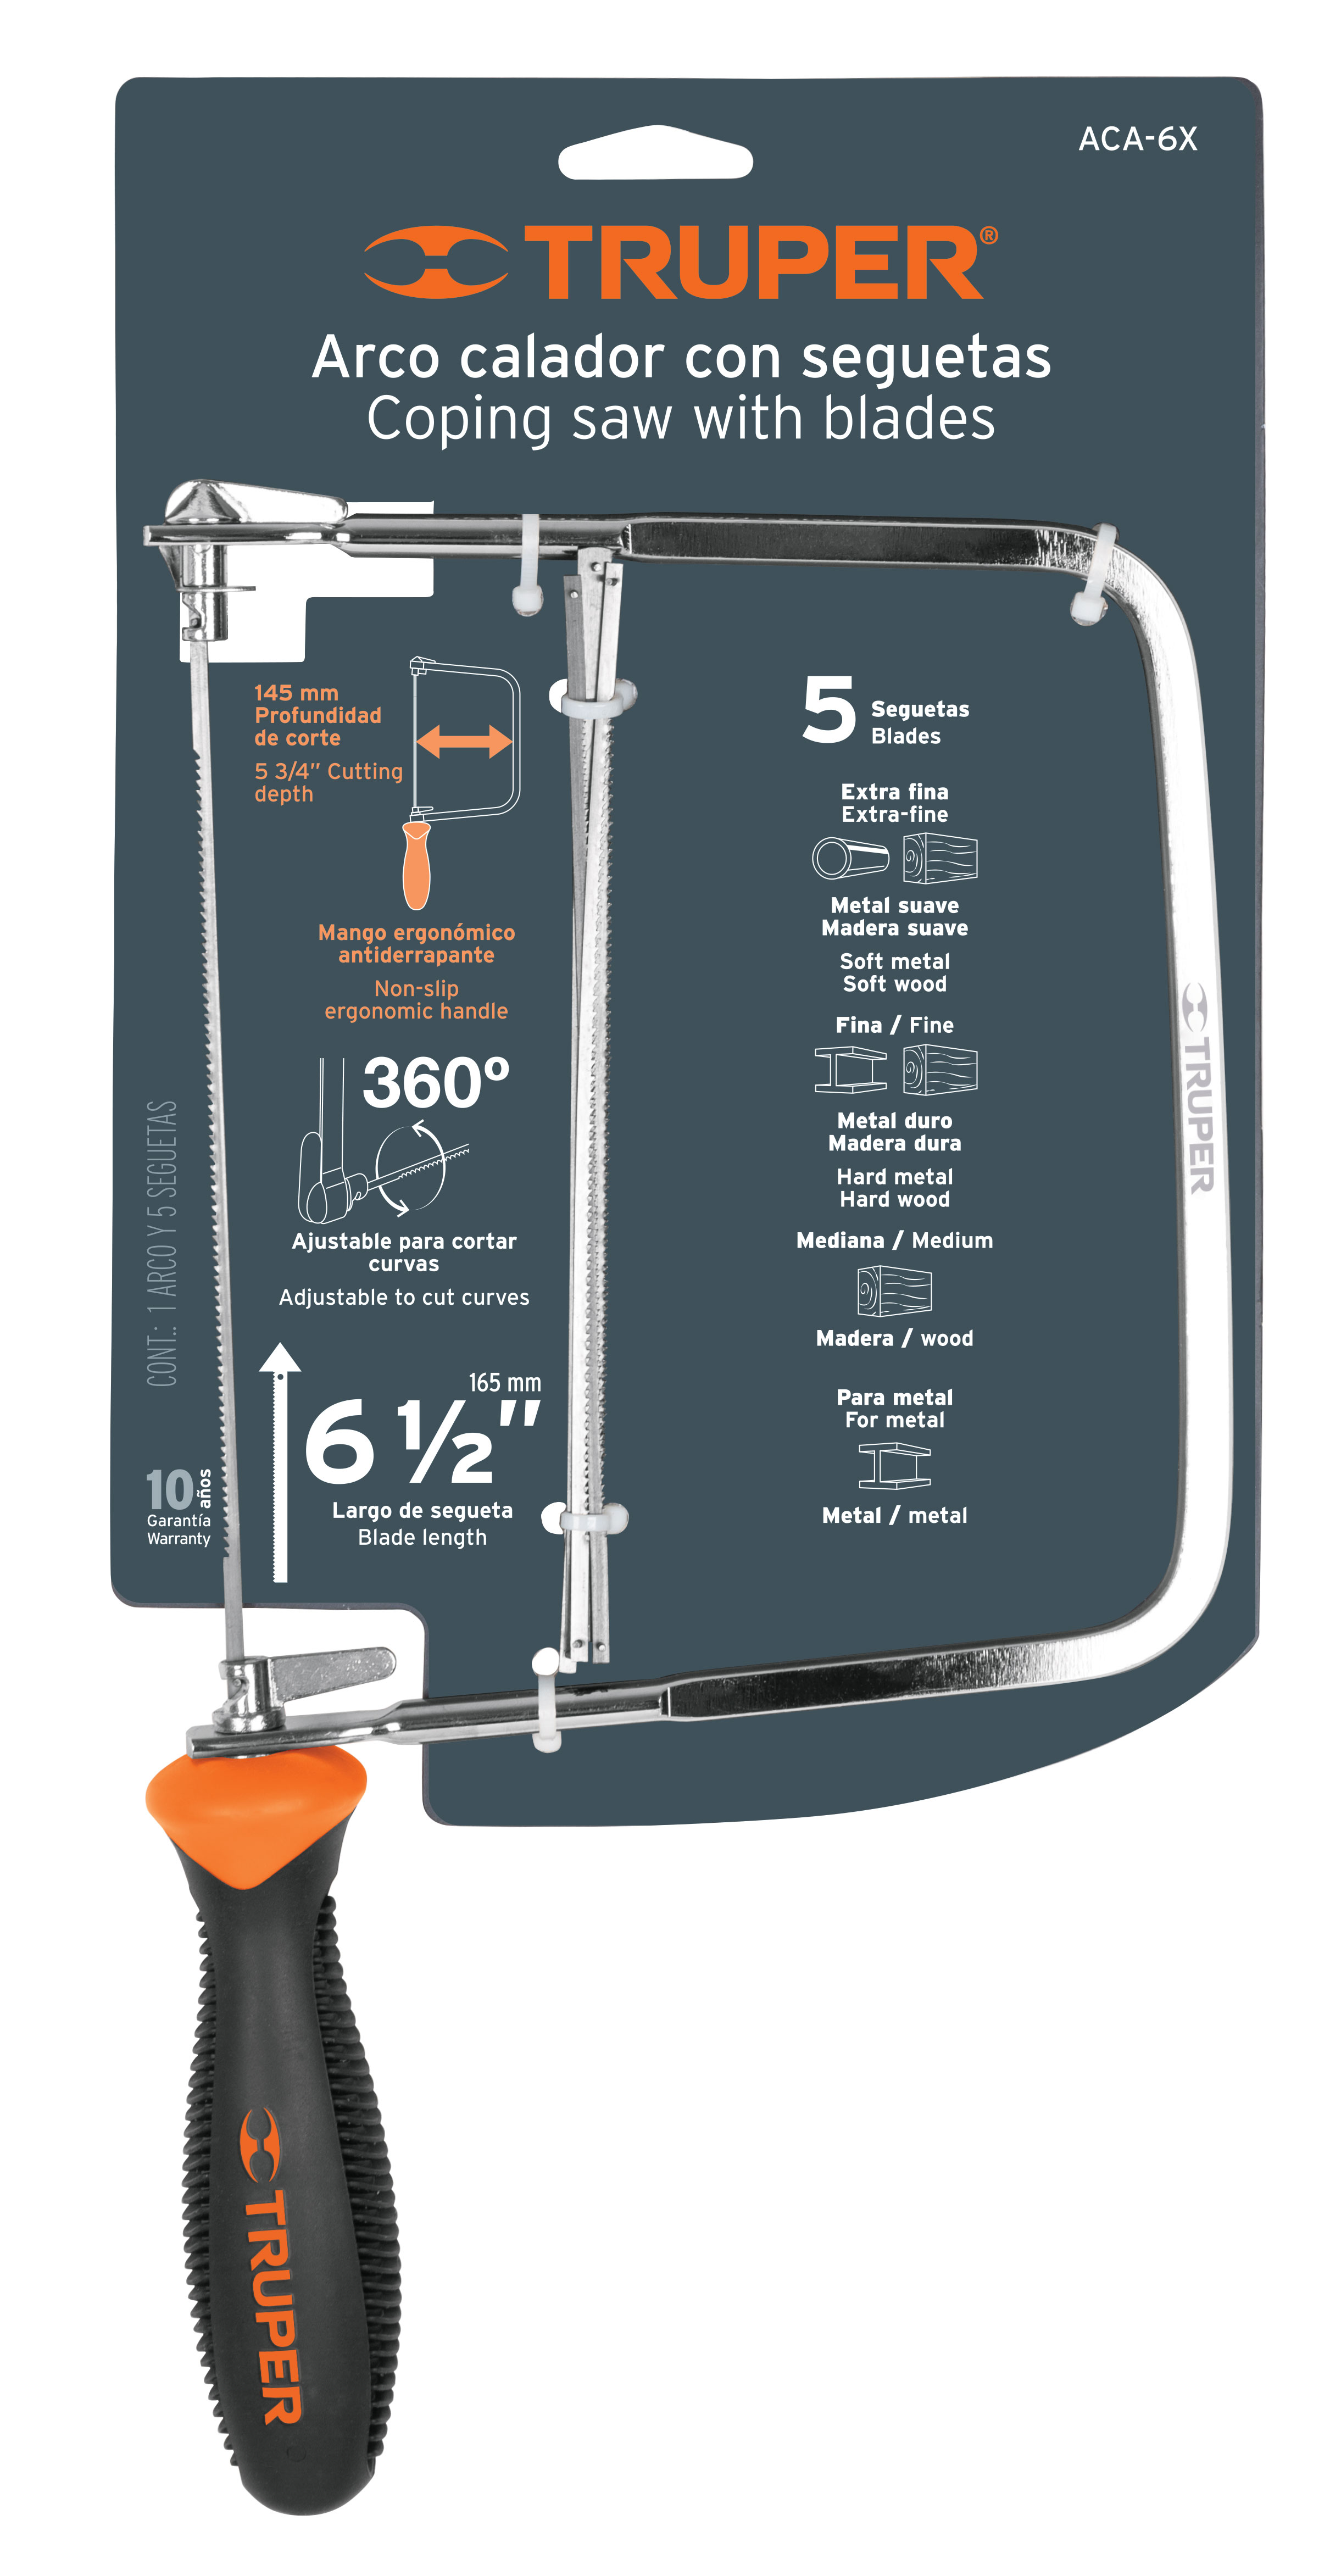 ACA-6X
TRUPER®
Arco calador con seguetas
Coping saw with blades
145 mm
Profundidad
de corte
5 3/4" Cutting
depth
Mango ergonómico
antiderrapante
Non-slip
ergonomic handle
360°
Ajustable para cortar
curvas
Adjustable to cut curves
165 mm
6 ½"
Largo de segueta
Blade length
CONT.: 1 ARCO Y 5 SEGUETAS
10 años
Garantía
Warranty
5 Seguetas
Blades
Extra fina
Extra-fine
Metal suave
Madera suave
Soft metal
Soft wood
Fina / Fine
Metal duro
Madera dura
Hard metal
Hard wood
Mediana / Medium
Madera / wood
Para metal
For metal
Metal / metal
TRUPER
TRUPER